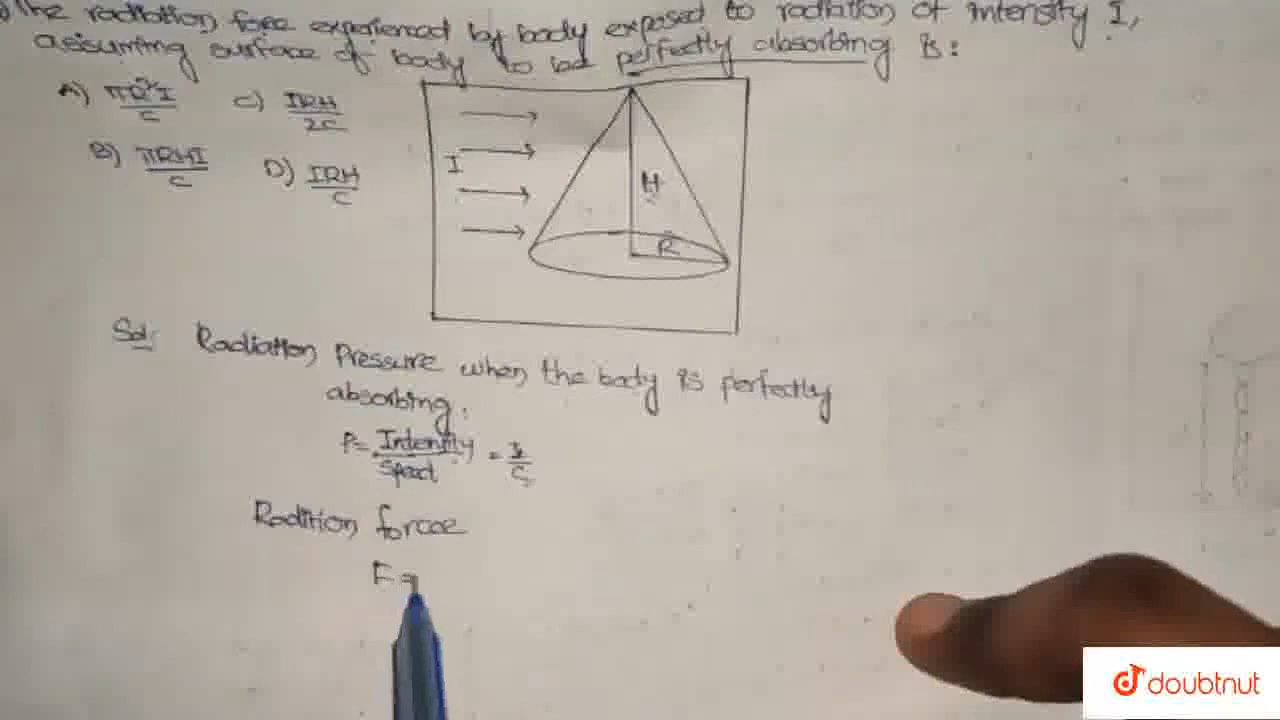 The radiation force experienced by body exposed to radiation of intensity I,
assuming surface of body to be perfectly absorbing is:
A) πR²I/C C) IRH/2C
B) πRHI/C D) IRH/C
I
H
R
Sol: Radiation Pressure when the body is perfectly
absorbing,
P = Intensity/Speed = I/C
Radition force
F =
doubtnut